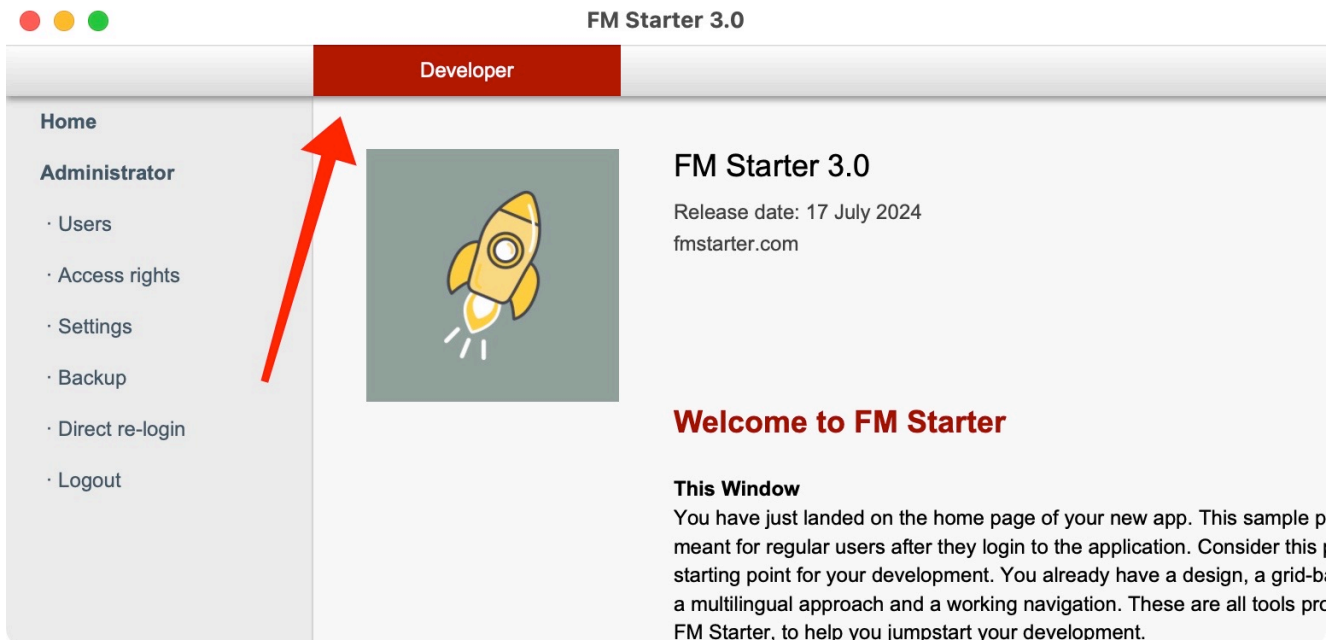 FM Starter 3.0
Developer
Home
Administrator
· Users
· Access rights
· Settings
· Backup
· Direct re-login
· Logout
FM Starter 3.0
Release date: 17 July 2024
fmstarter.com
Welcome to FM Starter
This Window
You have just landed on the home page of your new app. This sample
meant for regular users after they login to the application. Consider this
starting point for your development. You already have a design, a
a multilingual approach and a working navigation. These are all tools
FM Starter, to help you jumpstart your development.